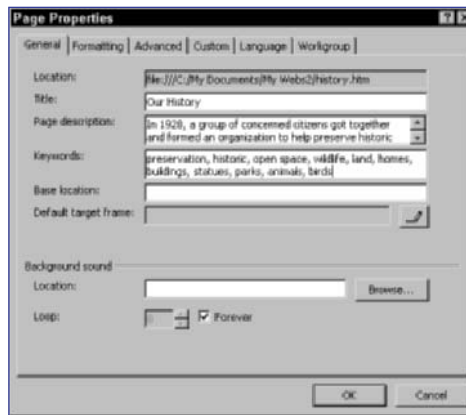 Page Properties
General Formatting Advanced Custom Language Workgroup
Location: file:///C:/My Documents/My Webs2/history.htm
Title: Our History
Page description: In 1928, a group of concerned citizens got together
and formed an organization to help preserve historic
Keywords: preservation, historic, open space, wildlife, land, homes,
buildings, statues, parks, animals, birds
Base location:
Default target frame:
Background sound
Location: Browse...
Loop: 0 Forever
OK Cancel